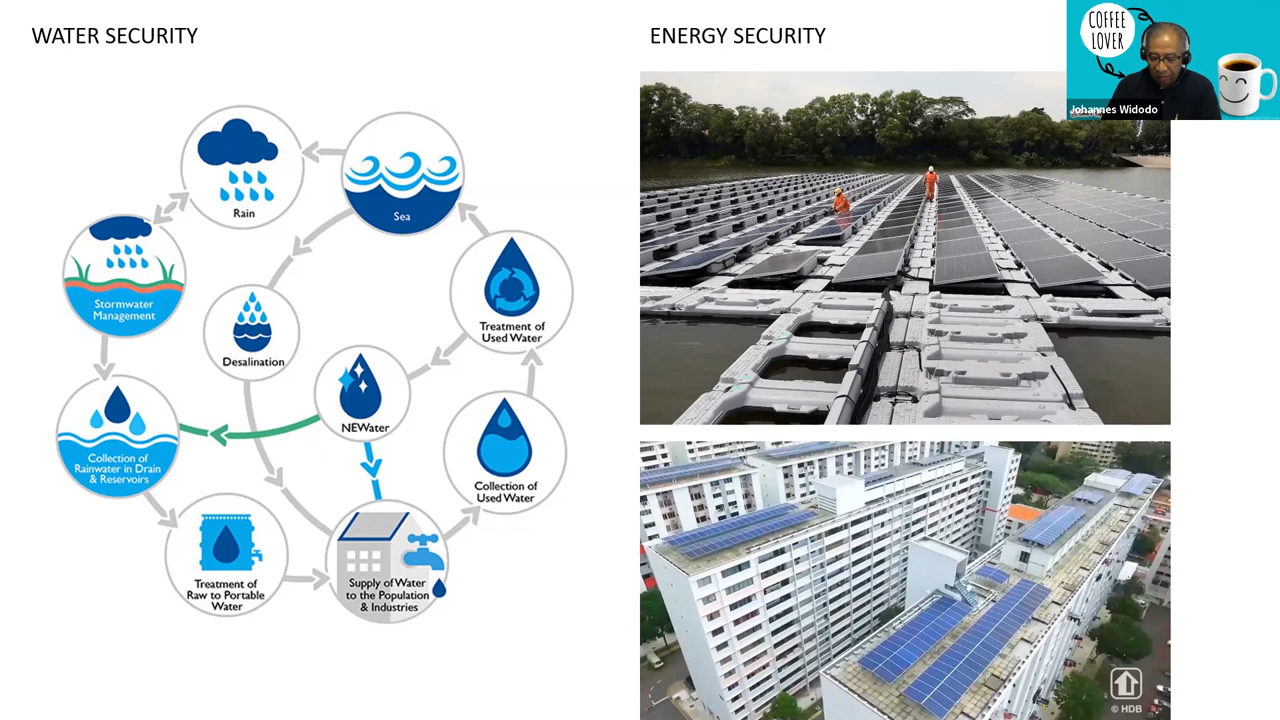 WATER SECURITY
ENERGY SECURITY
COFFEE
LOVER
Johannes Widodo
Rain
Sea
Stormwater
Management
Desalination
Treatment of
Used Water
NEWater
Collection of
Rainwater in Drain
& Reservoirs
Collection of
Used Water
Treatment of
Raw to Portable
Water
Supply of Water
to the Population
& Industries
© HDB